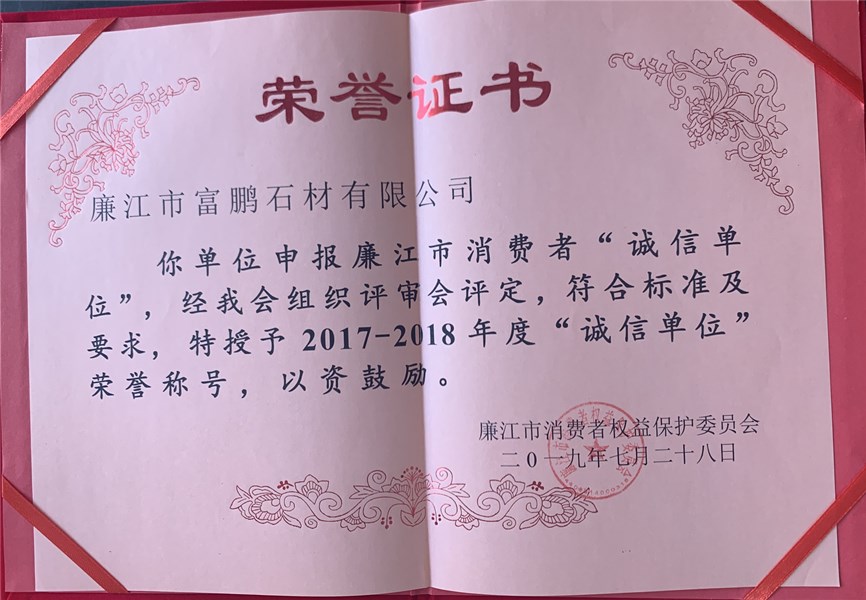 荣誉证书
廉江市富鹏石材有限公司
你单位申报廉江市消费者“诚信单
位”，经我会组织评审会评定，符合标准及
要求，特授予2017-2018年度“诚信单位”
荣誉称号，以资鼓励。
廉江市消费者权益保护委员会
二0一九年七月二十八日